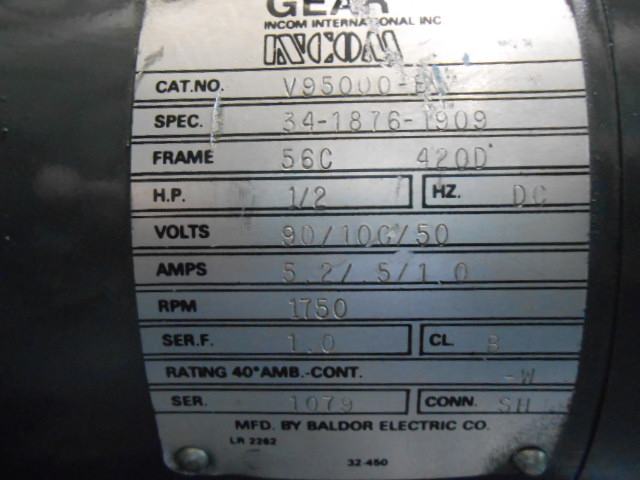 GEAR
INCOM INTERNATIONAL INC
INCOM
CAT.NO. V95000-B
SPEC. 34-1876-1909
FRAME 56C 420D
H.P. 1/2 HZ. DC
VOLTS 90/100/50
AMPS 5.2/.5/1.0
RPM 1750
SER.F. 1.0 CL. B
RATING 40°AMB.-CONT. -W
SER. 1079 CONN. SH
MFD. BY BALDOR ELECTRIC CO.
LR 2262
32-450